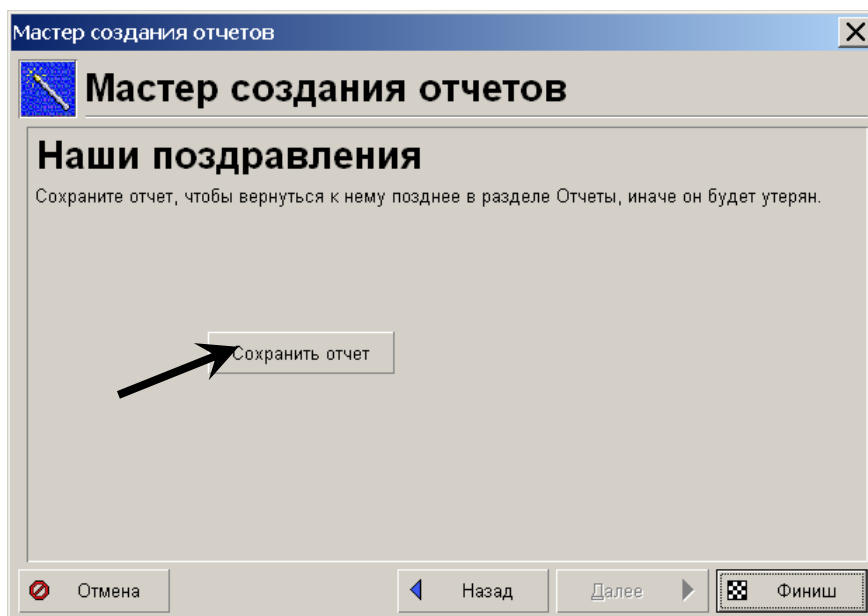 Мастер создания отчетов
Мастер создания отчетов
Наши поздравления
Сохраните отчет, чтобы вернуться к нему позднее в разделе Отчеты, иначе он будет утерян.
Сохранить отчет
Отмена
Назад
Далее
Финиш